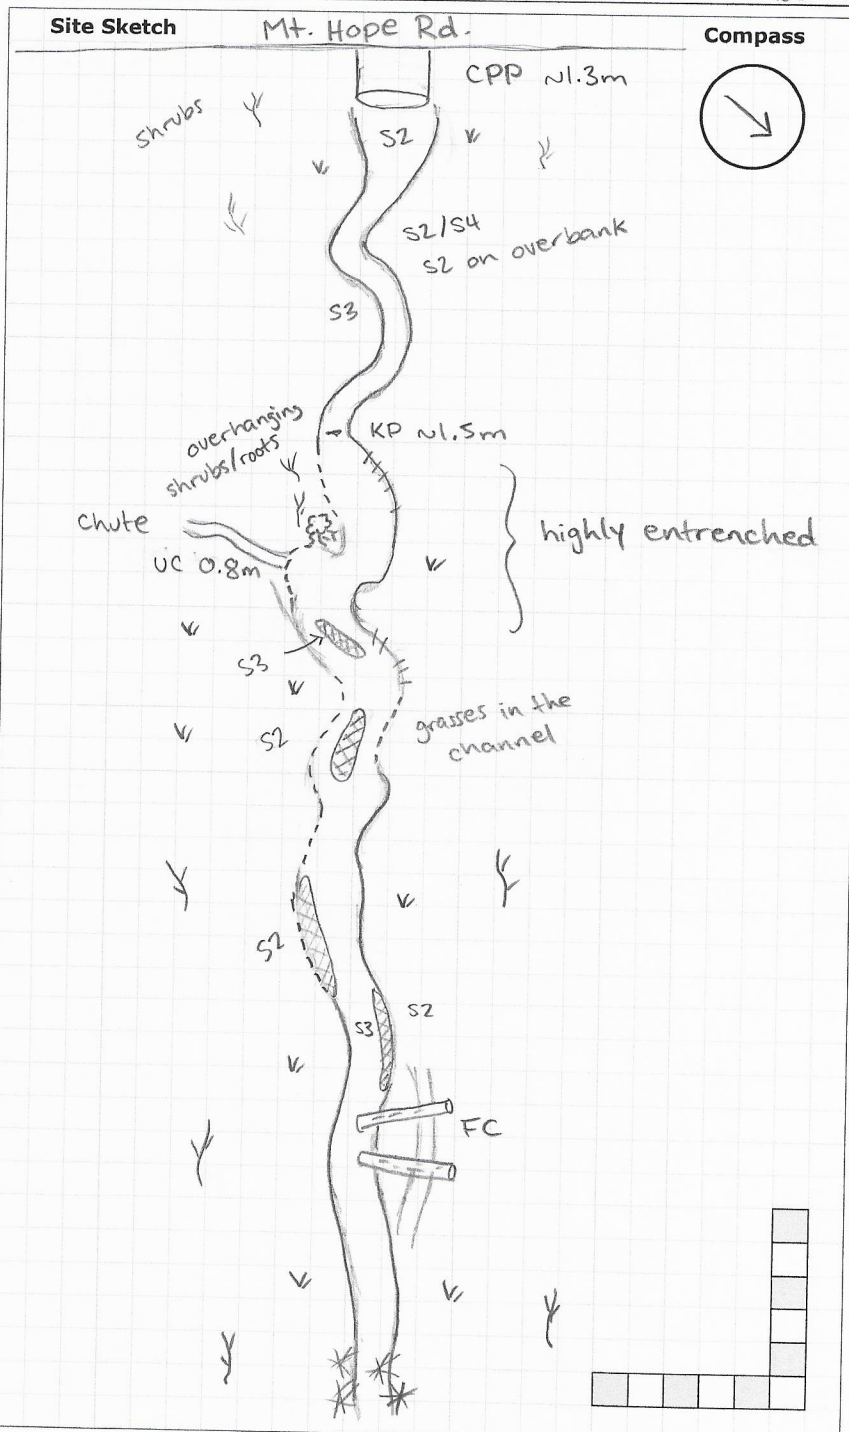 Site Sketch
Mt. Hope Rd.
Compass
CPP ~1.3m
shrubs
S2
S2/S4
S2 on overbank
S3
overhanging
shrubs/roots
KP ~1.5m
chute
UC 0.8m
highly entrenched
S3
S2
grasses in the
channel
S2
S3
S2
FC